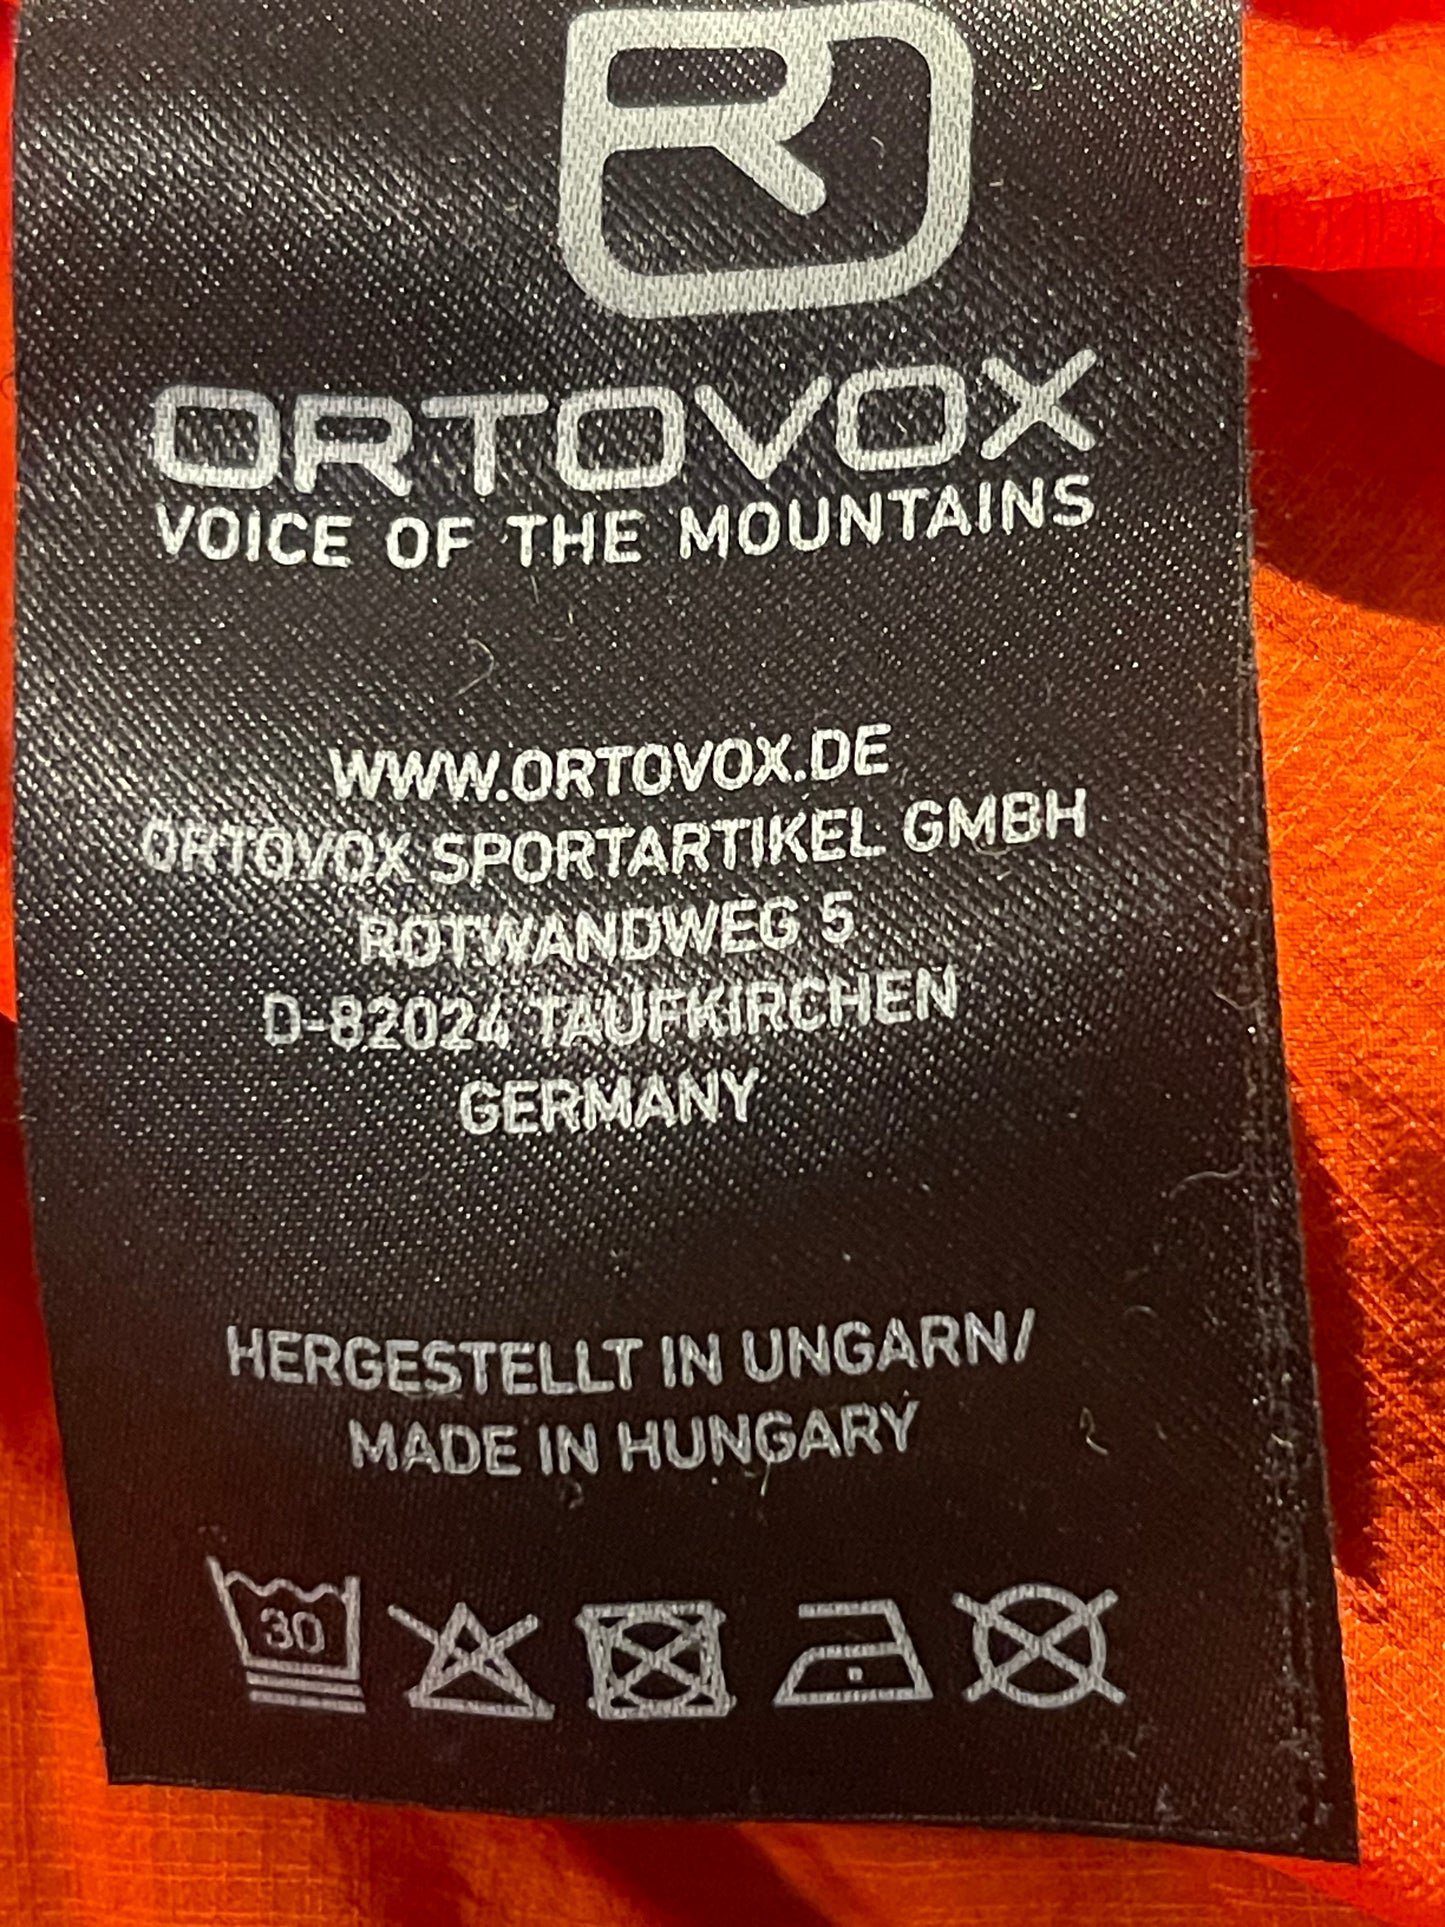 ORTOVOX
VOICE OF THE MOUNTAINS
WWW.ORTOVOX.DE
ORTOVOX SPORTARTIKEL GMBH
ROTWANDWEG 5
D-82024 TAUFKIRCHEN
GERMANY
HERGESTELLT IN UNGARN/
MADE IN HUNGARY
30